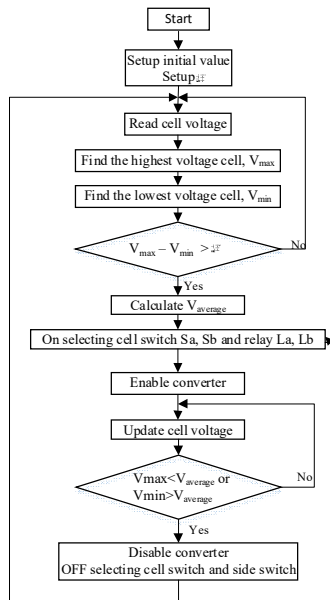 Start
Setup initial value
Setup
Read cell voltage
Find the highest voltage cell, Vmax
Find the lowest voltage cell, Vmin
Vmax – Vmin >
No
Yes
Calculate Vaverage
On selecting cell switch Sa, Sb and relay La, Lb
Enable converter
Update cell voltage
No
Vmax<Vaverage or
Vmin>Vaverage
Yes
Disable converter
OFF selecting cell switch and side switch